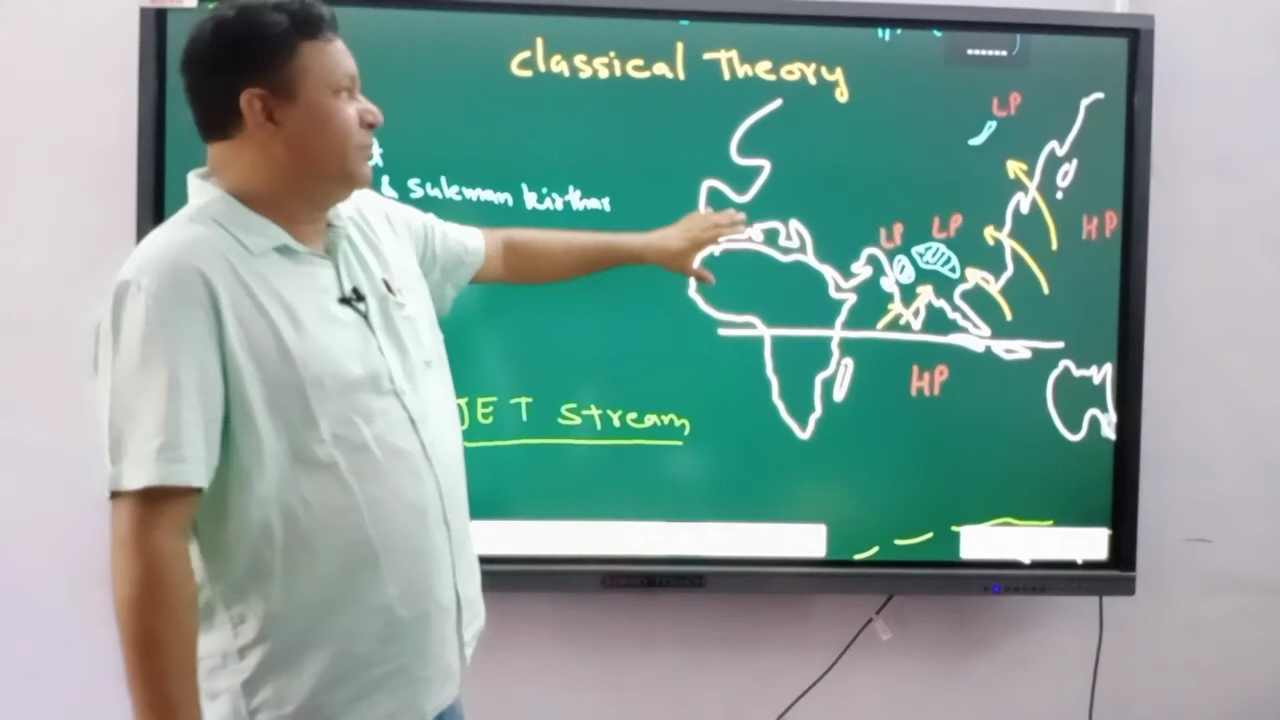 classical Theory
LP
& suleman kirthar
HP
LP
LP
HP
JET stream